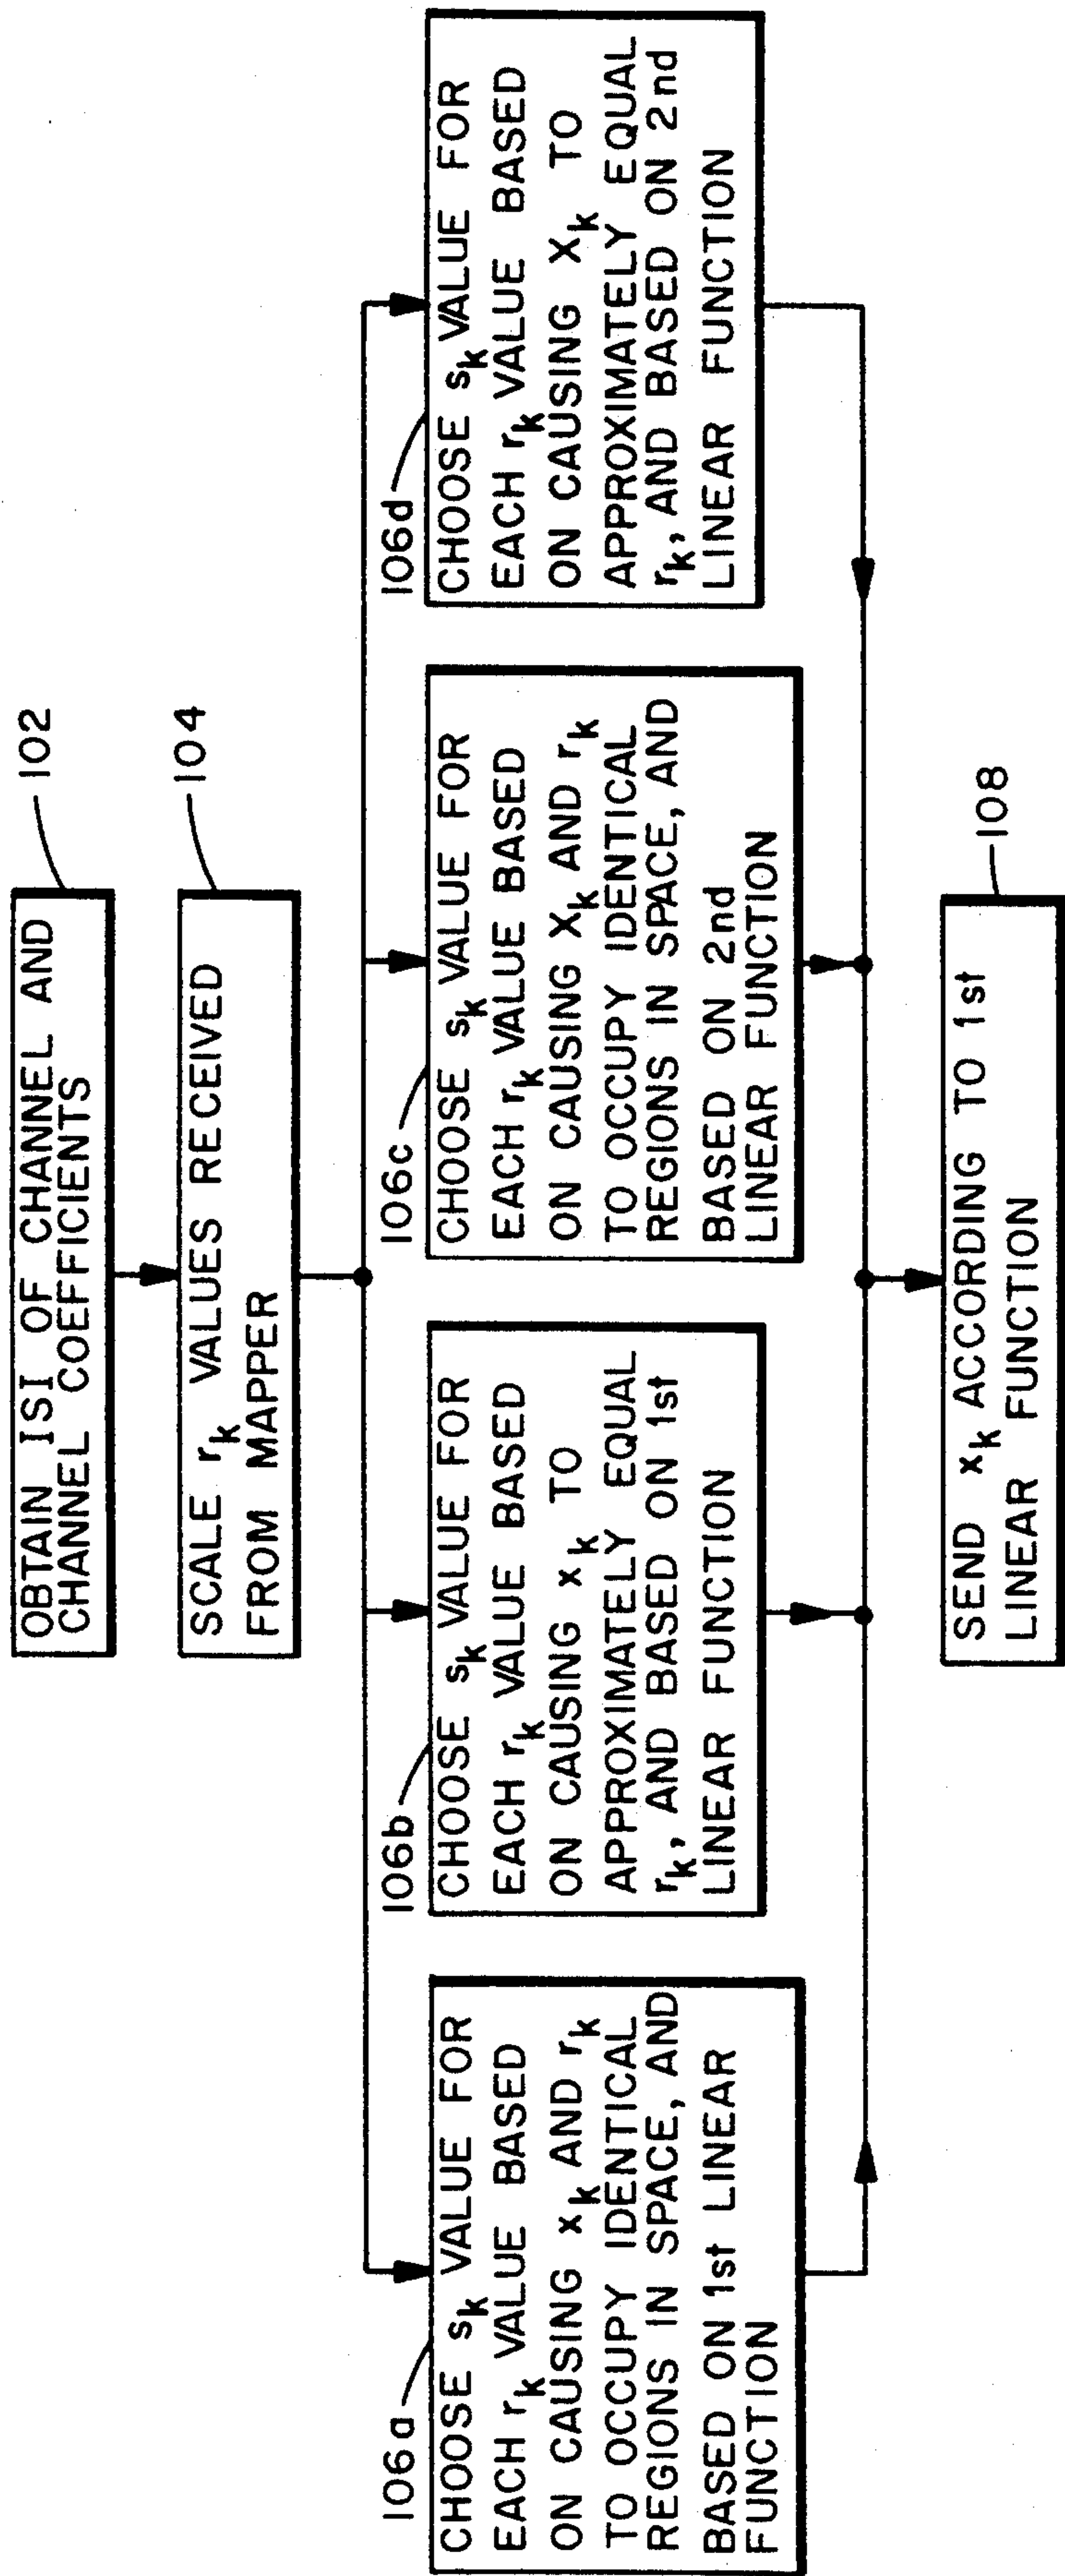 OBTAIN ISI OF CHANNEL AND
CHANNEL COEFFICIENTS
102
SCALE rk VALUES RECEIVED
FROM MAPPER
104
106a
CHOOSE sk VALUE FOR
EACH rk VALUE BASED
ON CAUSING xk AND rk
TO OCCUPY IDENTICAL
REGIONS IN SPACE, AND
BASED ON 1st LINEAR
FUNCTION
106b
CHOOSE sk VALUE FOR
EACH rk VALUE BASED
ON CAUSING xk TO
APPROXIMATELY EQUAL
rk, AND BASED ON 1st
LINEAR FUNCTION
106c
CHOOSE sk VALUE FOR
EACH rk VALUE BASED
ON CAUSING xk AND rk
TO OCCUPY IDENTICAL
REGIONS IN SPACE, AND
BASED ON 2nd
LINEAR FUNCTION
106d
CHOOSE sk VALUE FOR
EACH rk VALUE BASED
ON CAUSING xk TO
APPROXIMATELY EQUAL
rk, AND BASED ON 2nd
LINEAR FUNCTION
SEND xk ACCORDING TO 1st
LINEAR FUNCTION
108